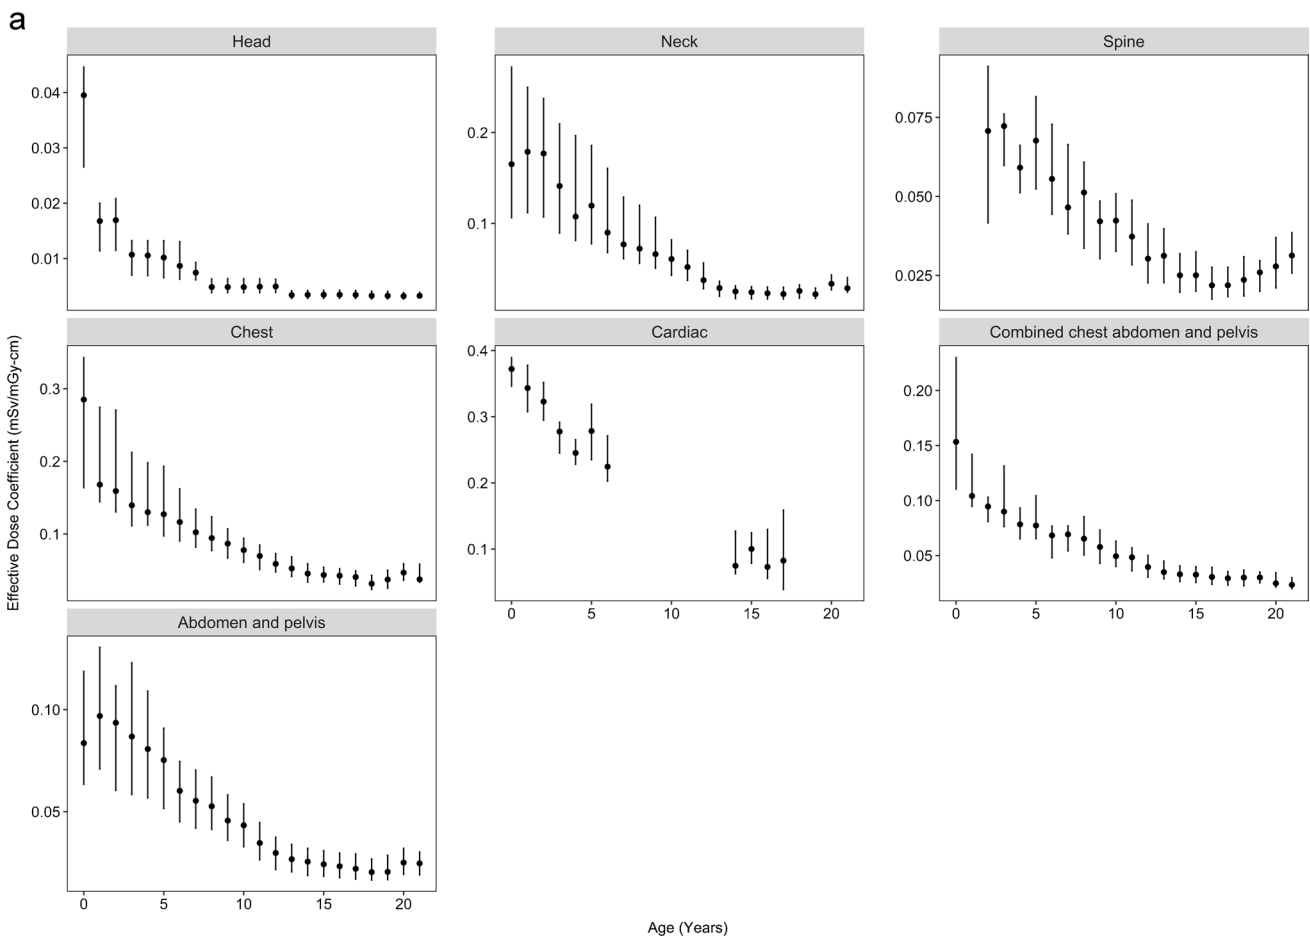 a
Head
Neck
Spine
0.04
0.03
0.02
0.01
0.2
0.1
0.075
0.050
0.025
Effective Dose Coefficient (mSv/mGy-cm)
Chest
Cardiac
Combined chest abdomen and pelvis
0.3
0.2
0.1
0.4
0.3
0.2
0.1
0.20
0.15
0.10
0.05
0 5 10 15 20
0 5 10 15 20
Abdomen and pelvis
0.10
0.05
0 5 10 15 20
Age (Years)